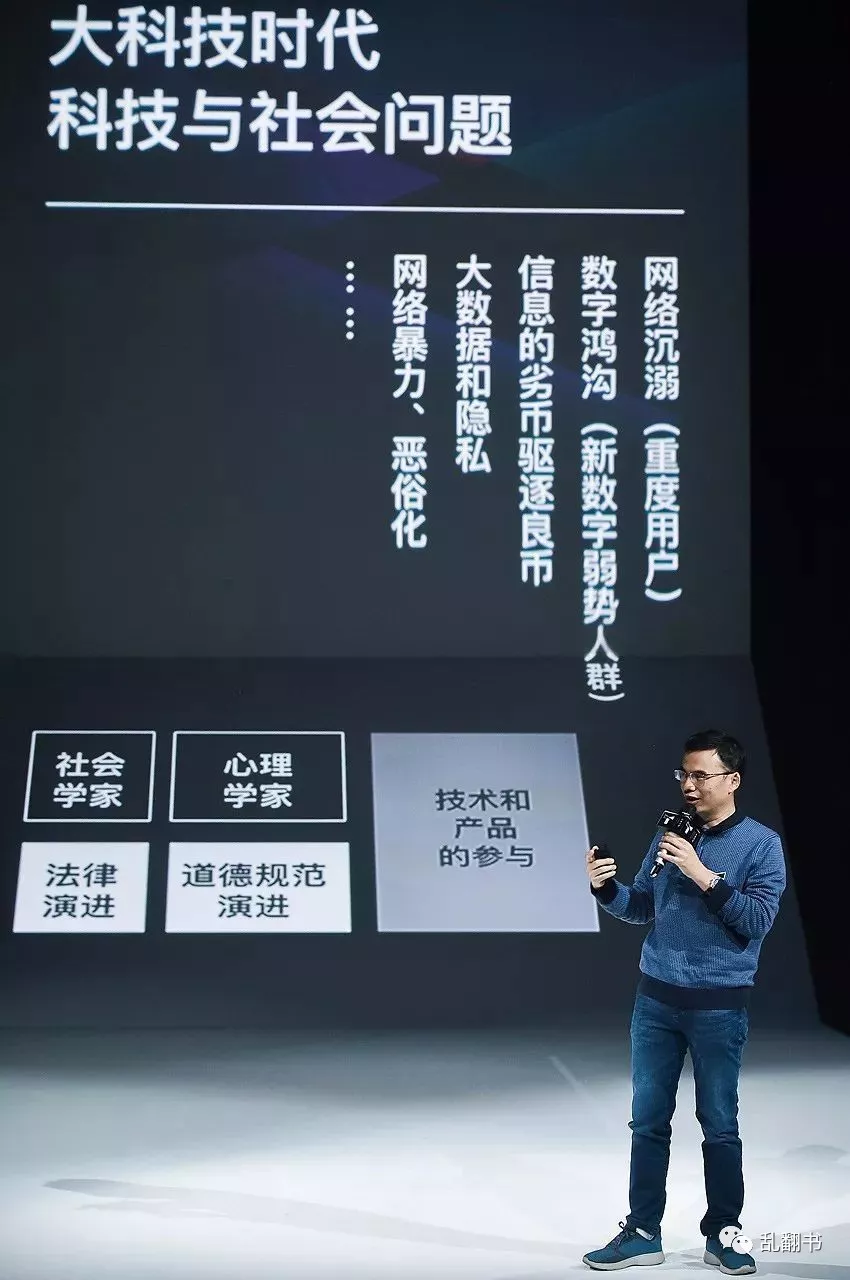 大科技时代
科技与社会问题
网络沉溺（重度用户）
数字鸿沟（新数字弱势人群）
信息的劣币驱逐良币
大数据和隐私
网络暴力、恶俗化
……
社会
学家
心理
学家
技术和
产品
的参与
法律
演进
道德规范
演进
乱翻书